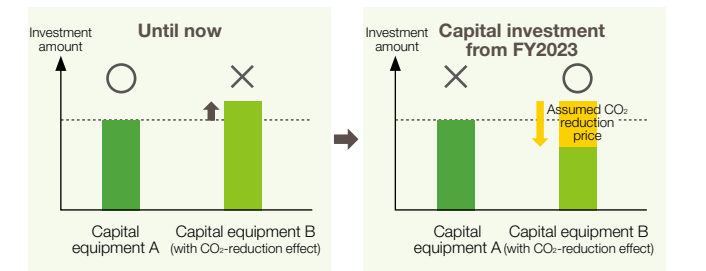 Until now
Investment
amount
Capital
equipment A
Capital equipment B
(with CO₂-reduction effect)
Capital investment
from FY2023
Investment
amount
Assumed CO₂
reduction
price
Capital
equipment A
Capital equipment B
(with CO₂-reduction effect)